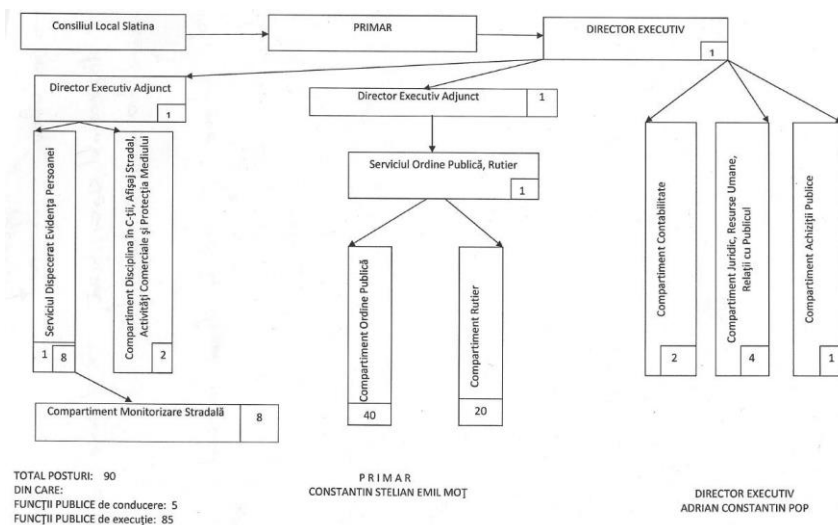 Consiliul Local Slatina
PRIMAR
DIRECTOR EXECUTIV
1
Director Executiv Adjunct
1
Director Executiv Adjunct
1
Serviciul Dispecerat Evidența Persoanei
1
8
Compartiment Disciplina în C-ții, Afișaj Stradal,
Activități Comerciale și Protecția Mediului
2
Serviciul Ordine Publică, Rutier
1
Compartiment Ordine Publică
40
Compartiment Rutier
20
Compartiment Contabilitate
2
Compartiment Juridic, Resurse Umane,
Relații cu Publicul
4
Compartiment Achiziții Publice
1
Compartiment Monitorizare Stradală
8
TOTAL POSTURI: 90
DIN CARE:
FUNCȚII PUBLICE de conducere: 5
FUNCȚII PUBLICE de execuție: 85
P R I M A R
CONSTANTIN STELIAN EMIL MOȚ
DIRECTOR EXECUTIV
ADRIAN CONSTANTIN POP